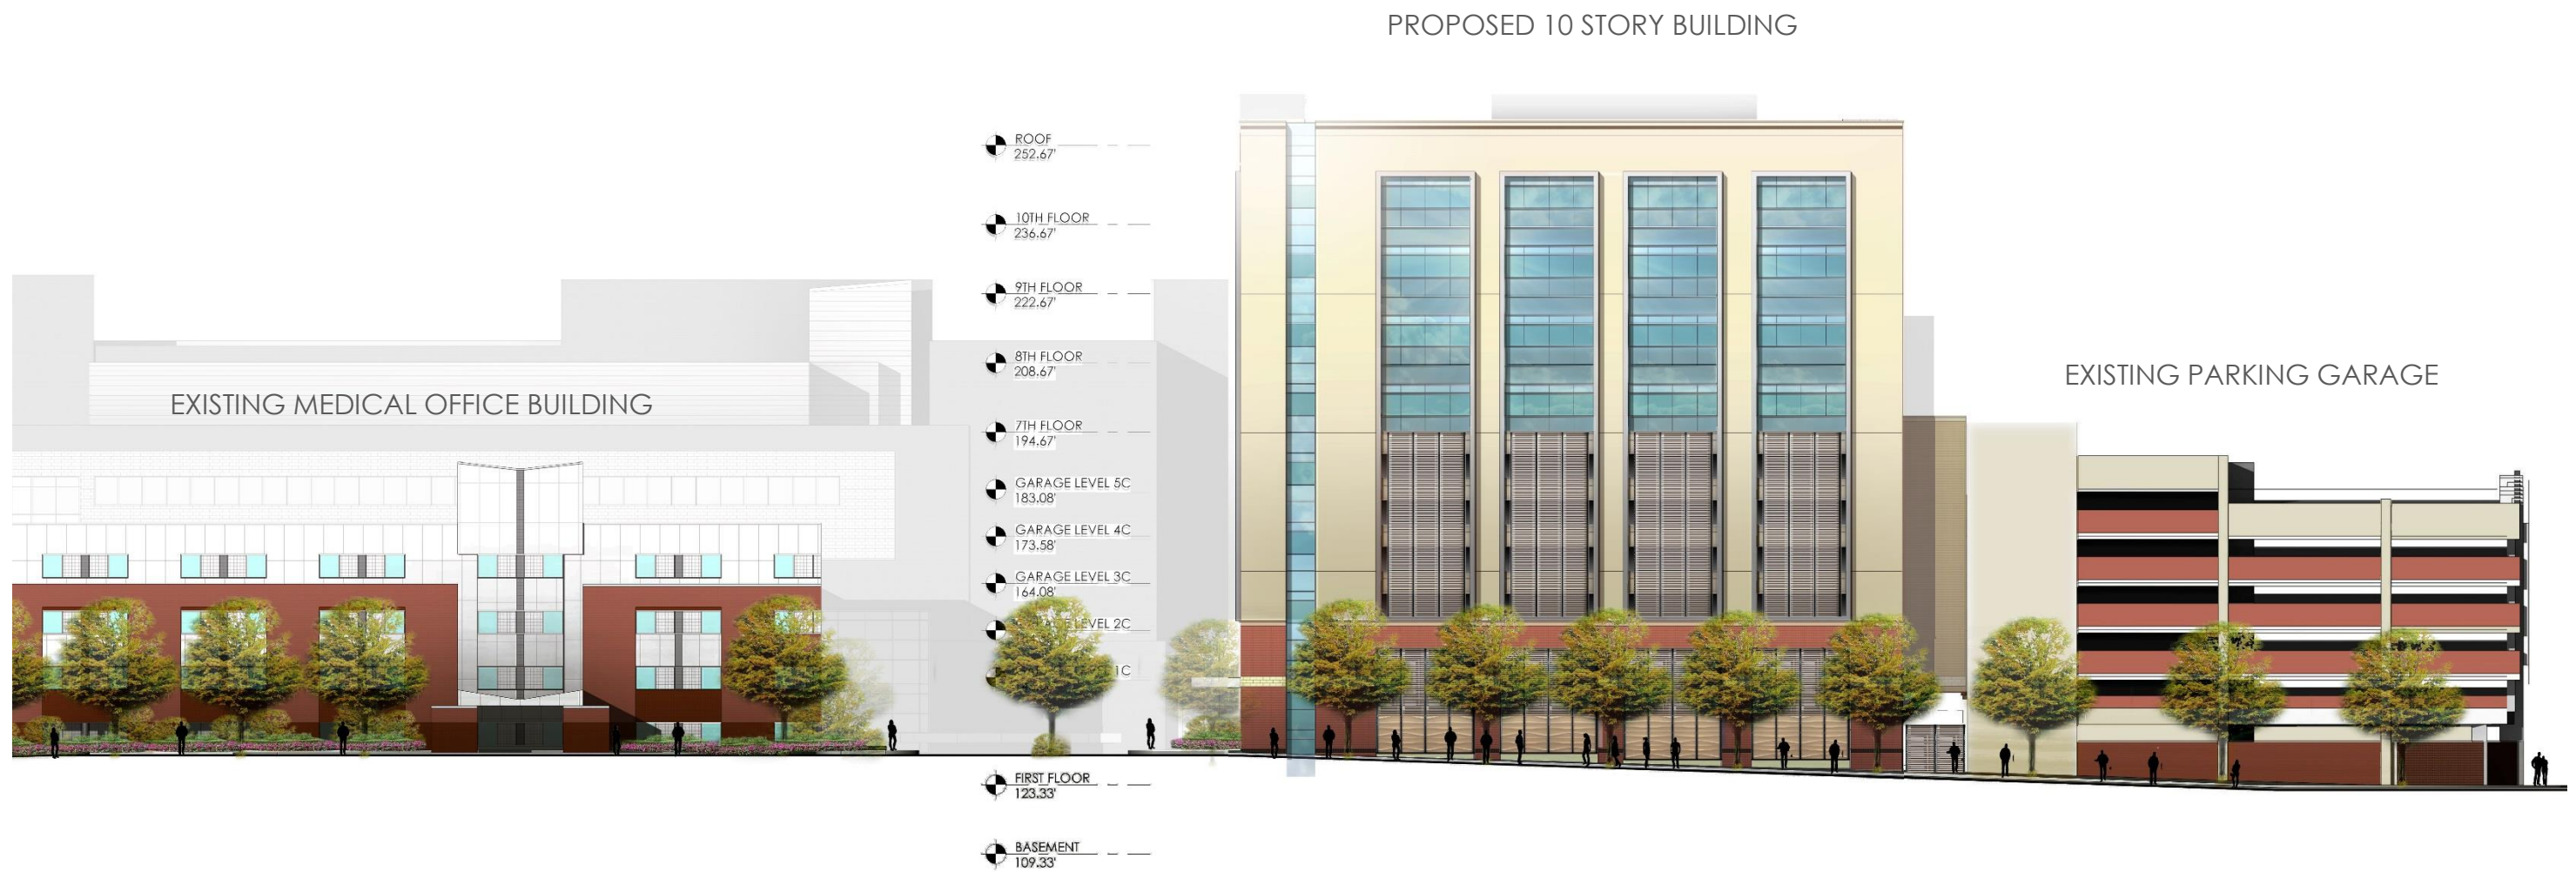 PROPOSED 10 STORY BUILDING
ROOF
252.67'
10TH FLOOR
236.67'
9TH FLOOR
222.67'
8TH FLOOR
208.67'
EXISTING PARKING GARAGE
EXISTING MEDICAL OFFICE BUILDING
7TH FLOOR
194.67'
GARAGE LEVEL 5C
183.08'
GARAGE LEVEL 4C
173.58'
GARAGE LEVEL 3C
164.08'
LEVEL 2C
1C
FIRST FLOOR
123.33'
BASEMENT
109.33'